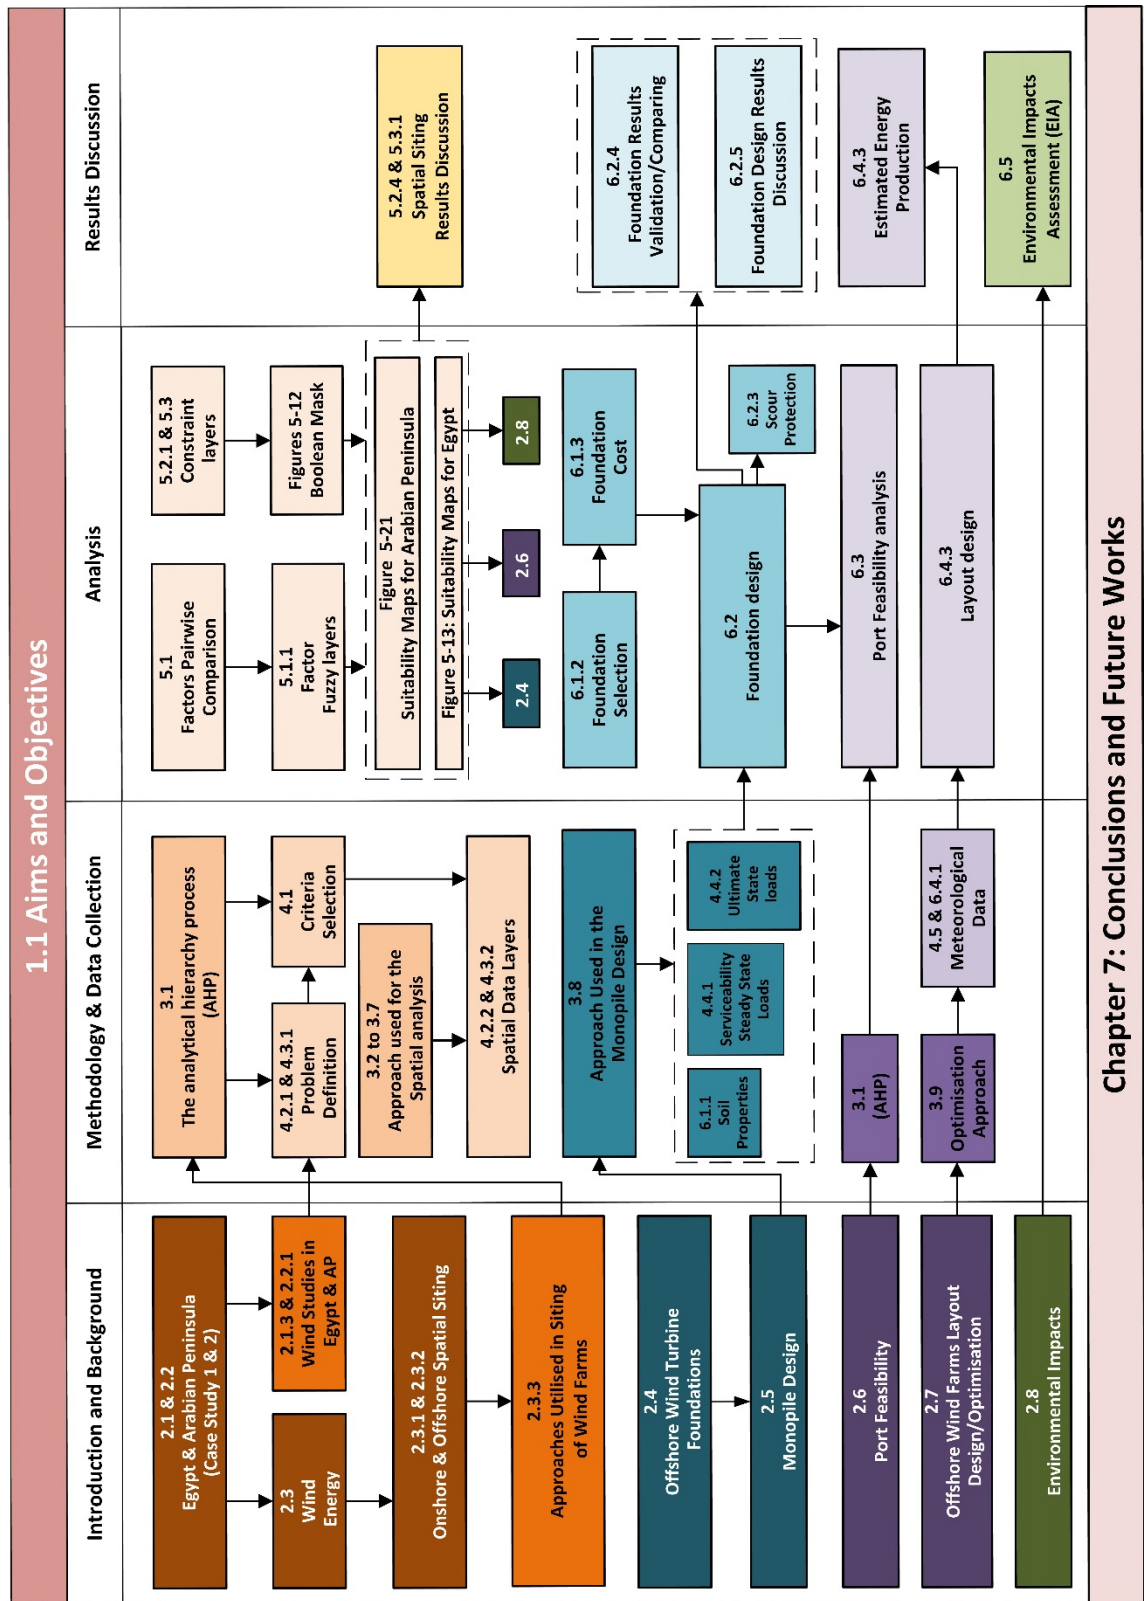 1.1 Aims and Objectives
Introduction and Background
Methodology & Data Collection
Analysis
Results Discussion
2.1 & 2.2
Egypt & Arabian Peninsula
(Case Study 1 & 2)
2.3
Wind
Energy
2.1.3 & 2.2.1
Wind Studies in
Egypt & AP
2.3.1 & 2.3.2
Onshore & Offshore Spatial Siting
2.3.3
Approaches Utilised in Siting
of Wind Farms
2.4
Offshore Wind Turbine
Foundations
2.5
Monopile Design
2.6
Port Feasibility
2.7
Offshore Wind Farms Layout
Design/Optimisation
2.8
Environmental Impacts
3.1
The analytical hierarchy process
(AHP)
4.2.1 & 4.3.1
Problem
Definition
4.1
Criteria
Selection
3.2 to 3.7
Approach used for the
Spatial analysis
4.2.2 & 4.3.2
Spatial Data Layers
3.8
Approach Used in the
Monopile Design
6.1.1
Soil
Properties
4.4.1
Serviceability
Steady State
Loads
4.4.2
Ultimate
State
loads
3.1
(AHP)
3.9
Optimisation
Approach
4.5 & 6.4.1
Meteorological
Data
5.1
Factors Pairwise
Comparison
5.2.1 & 5.3
Constraint
layers
5.1.1
Factor
Fuzzy layers
Figures 5-12
Boolean Mask
Figure 5-21
Suitability Maps for Arabian Peninsula
Figure 5-13: Suitability Maps for Egypt
2.4
2.6
2.8
6.1.2
Foundation
Selection
6.1.3
Foundation
Cost
6.2
Foundation design
6.2.3
Scour
Protection
6.3
Port Feasibility analysis
6.4.3
Layout design
5.2.4 & 5.3.1
Spatial Siting
Results Discussion
6.2.4
Foundation Results
Validation/Comparing
6.2.5
Foundation Design Results
Discussion
6.4.3
Estimated Energy
Production
6.5
Environmental Impacts
Assessment (EIA)
Chapter 7: Conclusions and Future Works